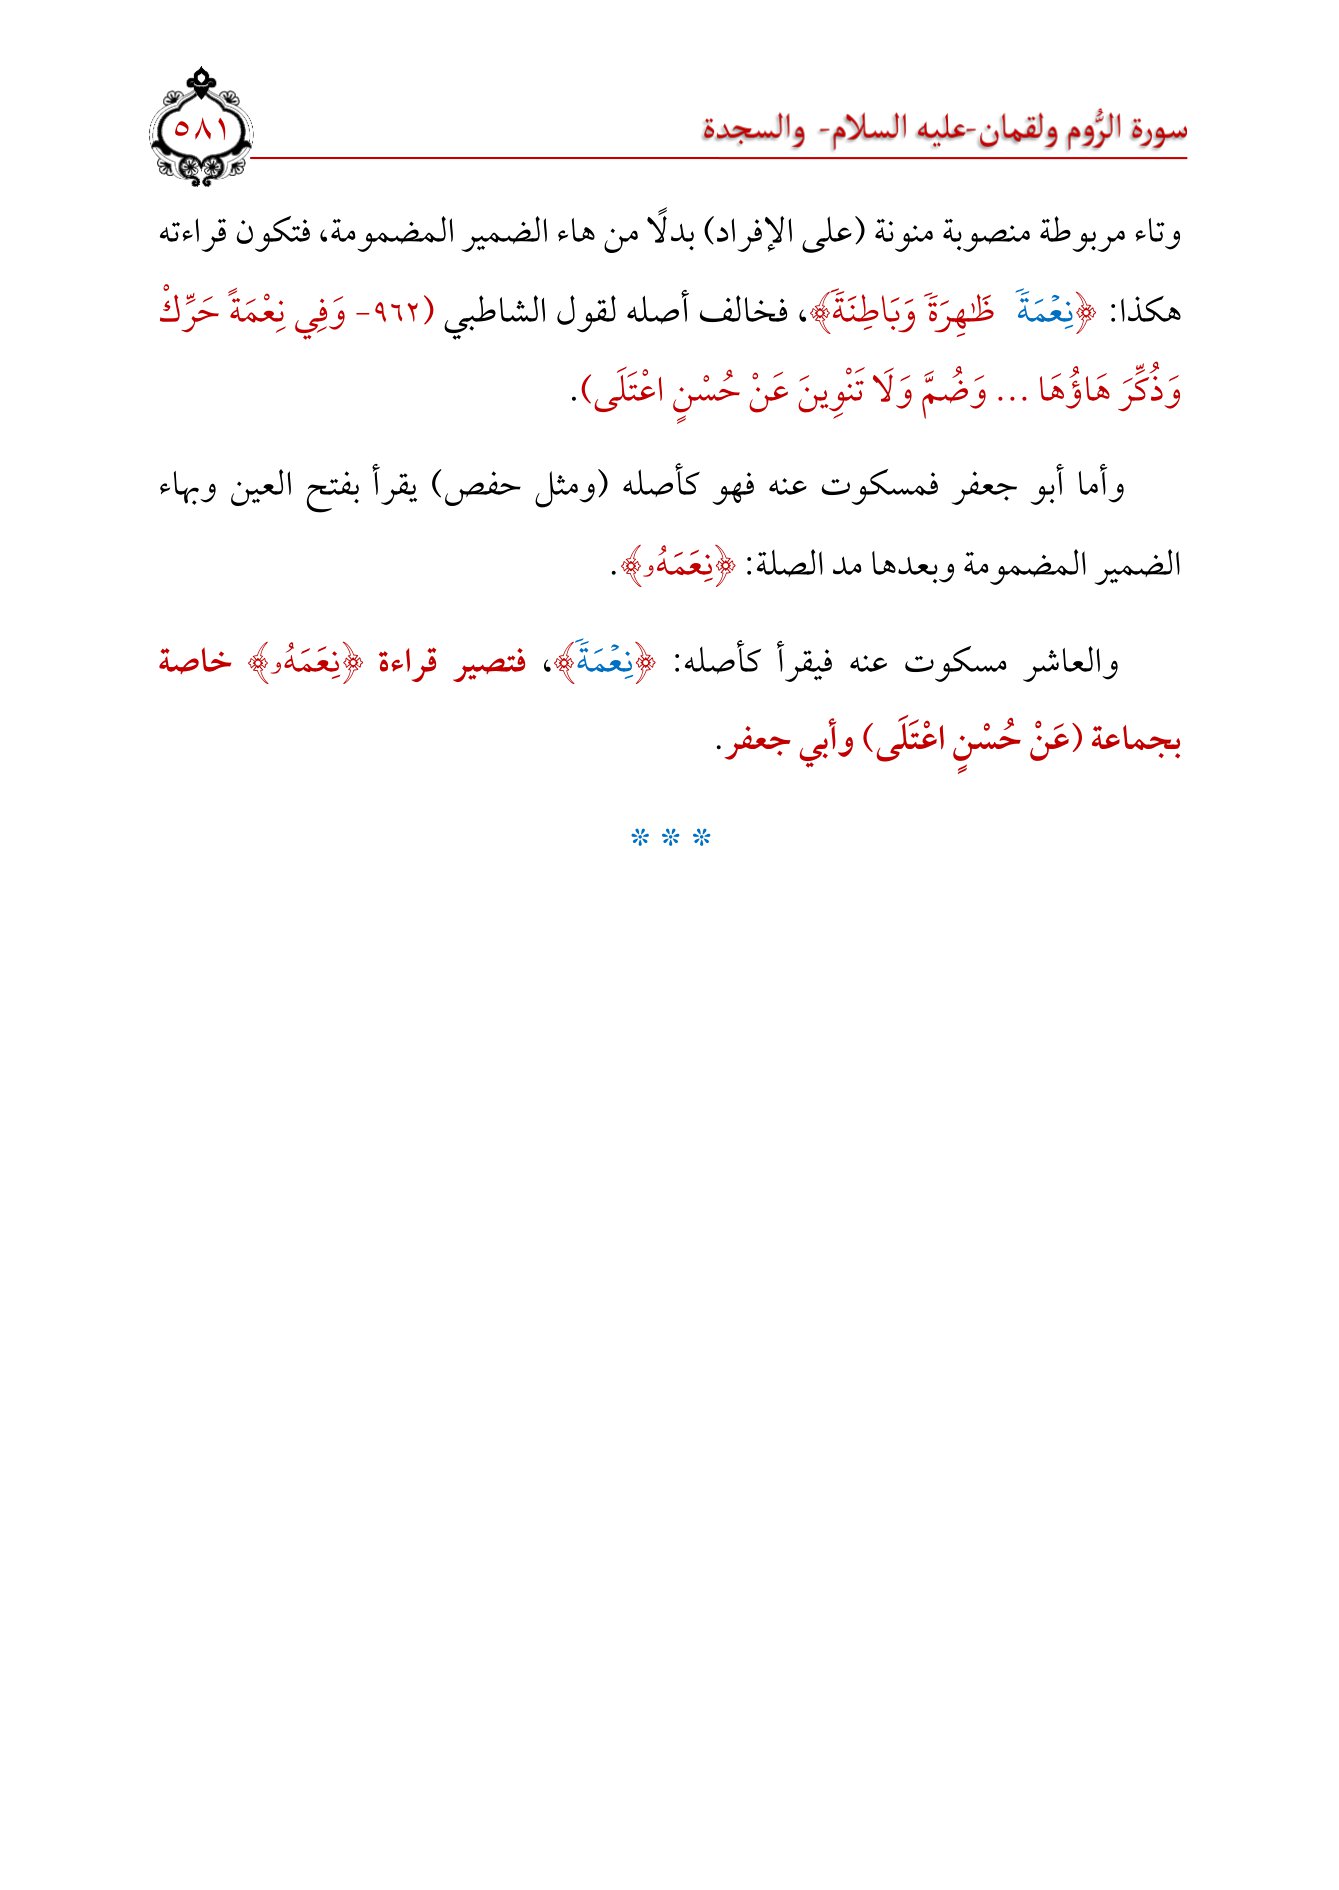 سورة الرُّوم ولقمان-عليه السلام- والسجدة
٥٨١
وتاء مربوطة منصوبة منونة (على الإفراد) بدلًا من هاء الضمير المضمومة، فتكون قراءته
هكذا: ﴿نِعۡمَةٗ ظَٰهِرَةٗ وَبَاطِنَةٗ﴾، فخالف أصله لقول الشاطبي (٩٦٢- وَفِي نِعْمَةً حَرِّكْ
وَذُكِّرَ هَاؤُهَا ... وَضُمَّ وَلَا تَنْوِينَ عَنْ حُسْنٍ اعْتَلَى).
وأما أبو جعفر فمسكوت عنه فهو كأصله (ومثل حفص) يقرأ بفتح العين وبهاء
الضمير المضمومة وبعدها مد الصلة: ﴿نِعَمَهُۥ﴾.
والعاشر مسكوت عنه فيقرأ كأصله: ﴿نِعۡمَةٗ﴾، فتصير قراءة ﴿نِعَمَهُۥ﴾ خاصة
بجماعة (عَنْ حُسْنٍ اعْتَلَى) وأبي جعفر.
* * *